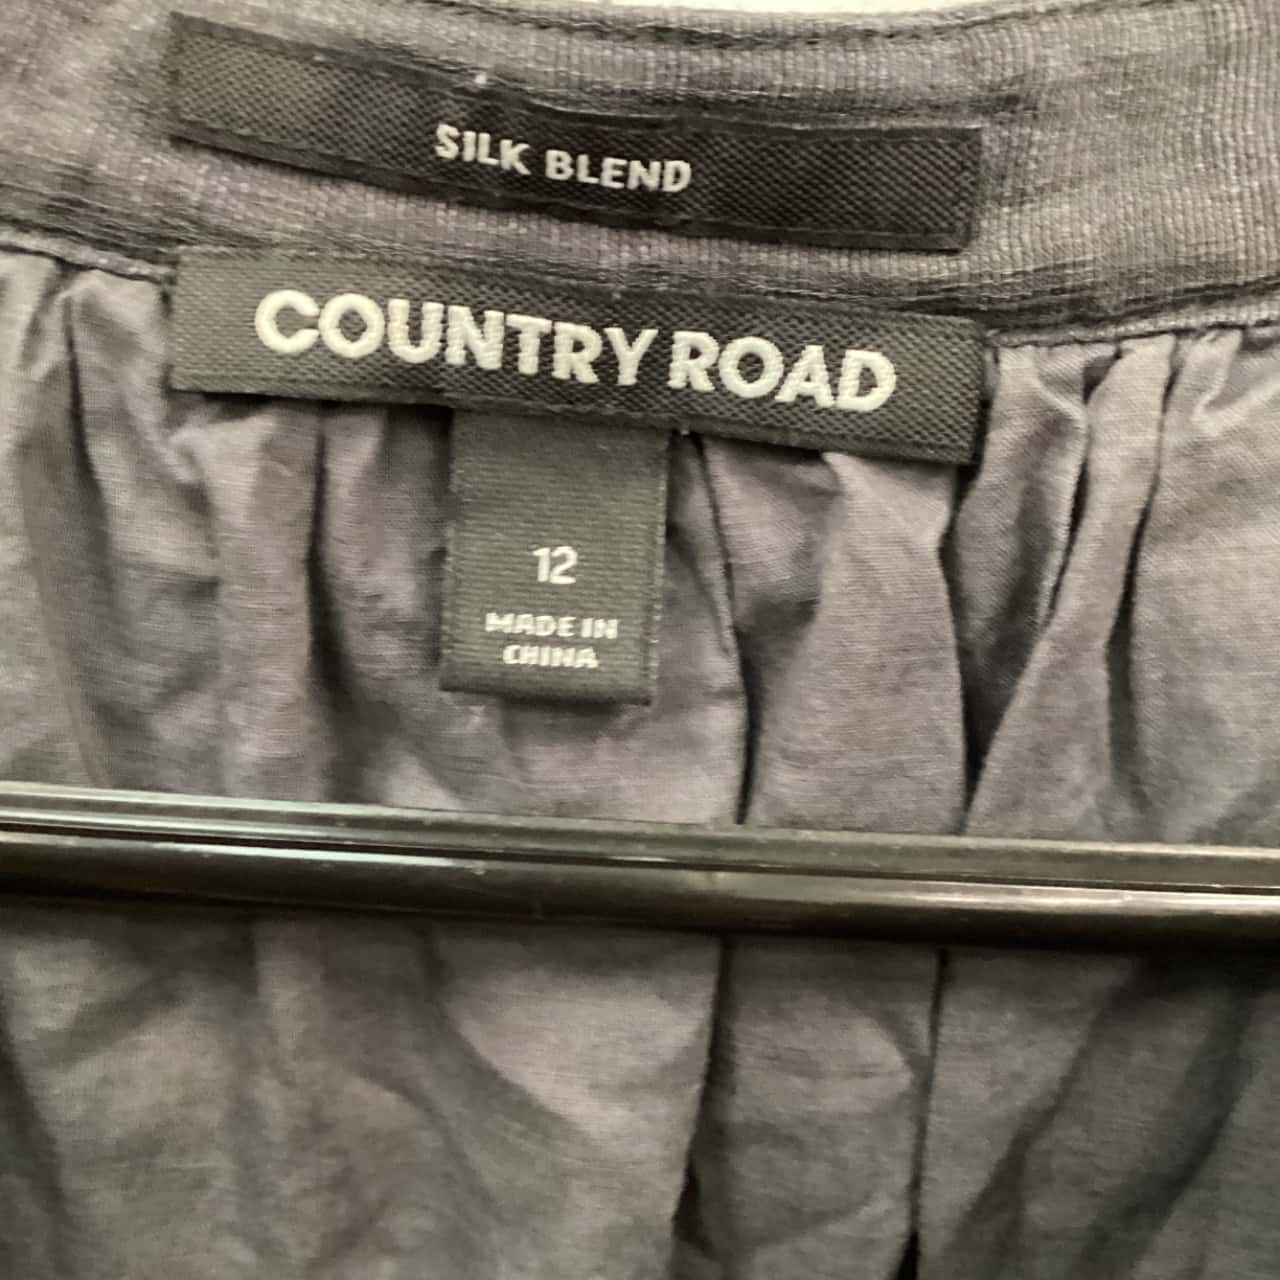 SILK BLEND
COUNTRY ROAD
12
MADE IN
CHINA